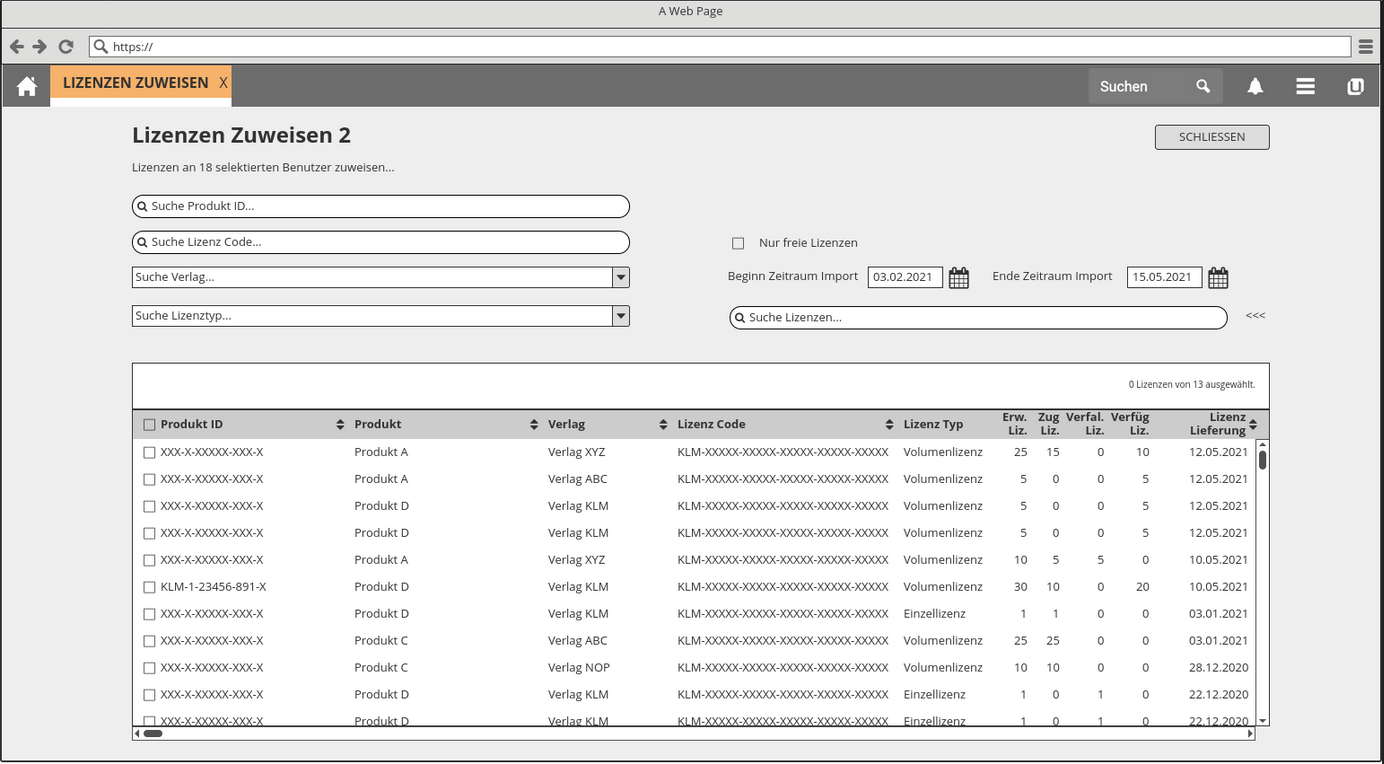 A Web Page
https://
LIZENZEN ZUWEISEN X
Suchen
Lizenzen Zuweisen 2
SCHLIESSEN
Lizenzen an 18 selektierten Benutzer zuweisen...
Suche Produkt ID...
Suche Lizenz Code...
Nur freie Lizenzen
Suche Verlag...
Beginn Zeitraum Import 03.02.2021 Ende Zeitraum Import 15.05.2021
Suche Lizenztyp...
Suche Lizenzen... <<<
0 Lizenzen von 13 ausgewählt.
Produkt ID Produkt Verlag Lizenz Code Lizenz Typ Erw. Liz. Zug Liz. Verfal. Liz. Verfüg Liz. Lizenz Lieferung
XXX-X-XXXXX-XXX-X Produkt A Verlag XYZ KLM-XXXXX-XXXXX-XXXXX-XXXXX-XXXXX Volumenlizenz 25 15 0 10 12.05.2021
XXX-X-XXXXX-XXX-X Produkt A Verlag ABC KLM-XXXXX-XXXXX-XXXXX-XXXXX-XXXXX Volumenlizenz 5 0 0 5 12.05.2021
XXX-X-XXXXX-XXX-X Produkt D Verlag KLM KLM-XXXXX-XXXXX-XXXXX-XXXXX-XXXXX Volumenlizenz 5 0 0 5 12.05.2021
XXX-X-XXXXX-XXX-X Produkt D Verlag KLM KLM-XXXXX-XXXXX-XXXXX-XXXXX-XXXXX Volumenlizenz 5 0 0 5 12.05.2021
XXX-X-XXXXX-XXX-X Produkt A Verlag XYZ KLM-XXXXX-XXXXX-XXXXX-XXXXX-XXXXX Volumenlizenz 10 5 5 0 10.05.2021
KLM-1-23456-891-X Produkt D Verlag KLM KLM-XXXXX-XXXXX-XXXXX-XXXXX-XXXXX Volumenlizenz 30 10 0 20 10.05.2021
XXX-X-XXXXX-XXX-X Produkt D Verlag KLM KLM-XXXXX-XXXXX-XXXXX-XXXXX-XXXXX Einzellizenz 1 1 0 0 03.01.2021
XXX-X-XXXXX-XXX-X Produkt C Verlag ABC KLM-XXXXX-XXXXX-XXXXX-XXXXX-XXXXX Volumenlizenz 25 25 0 0 03.01.2021
XXX-X-XXXXX-XXX-X Produkt C Verlag NOP KLM-XXXXX-XXXXX-XXXXX-XXXXX-XXXXX Volumenlizenz 10 10 0 0 28.12.2020
XXX-X-XXXXX-XXX-X Produkt D Verlag KLM KLM-XXXXX-XXXXX-XXXXX-XXXXX-XXXXX Einzellizenz 1 0 1 0 22.12.2020
XXX-X-XXXXX-XXX-X Produkt D Verlag KLM KLM-XXXXX-XXXXX-XXXXX-XXXXX-XXXXX Einzellizenz 1 0 1 0 22.12.2020